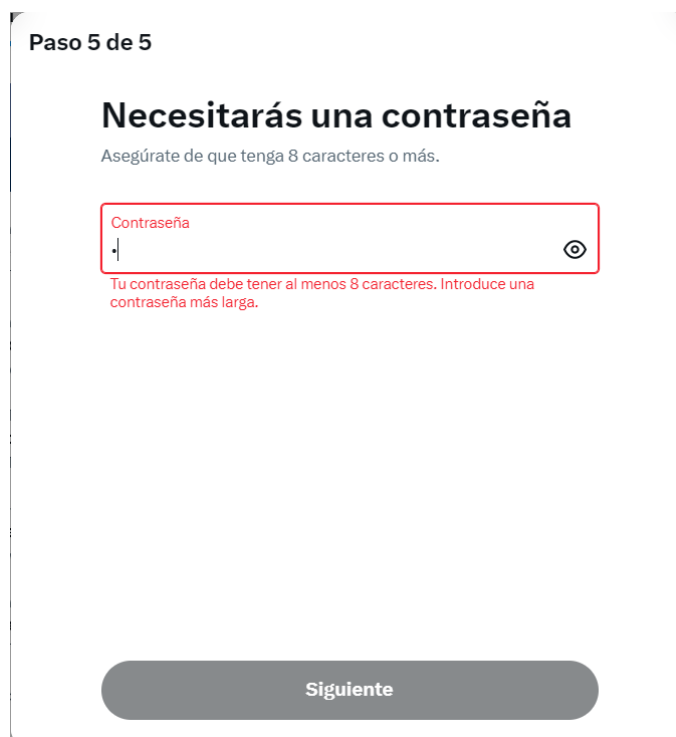 Paso 5 de 5
Necesitarás una contraseña
Asegúrate de que tenga 8 caracteres o más.
Contraseña
•
Tu contraseña debe tener al menos 8 caracteres. Introduce una
contraseña más larga.
Siguiente